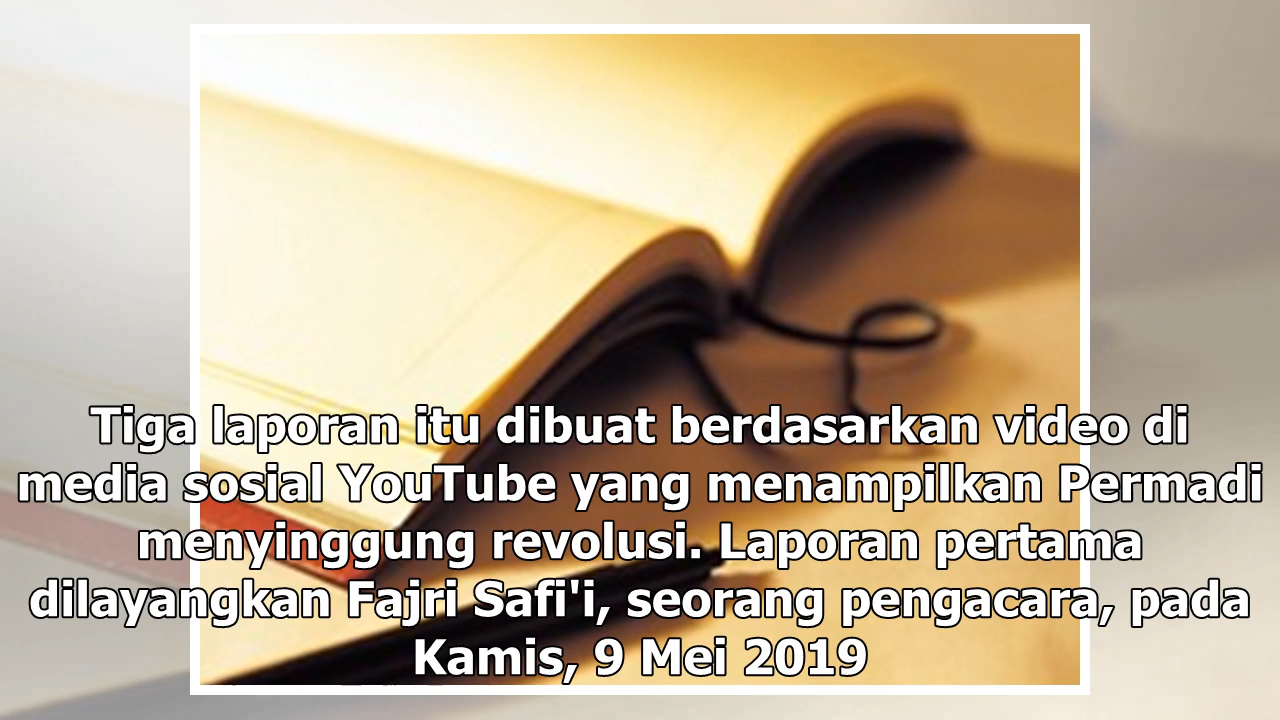 Tiga laporan itu dibuat berdasarkan video di
media sosial YouTube yang menampilkan Permadi
menyinggung revolusi. Laporan pertama
dilayangkan Fajri Safi'i, seorang pengacara, pada
Kamis, 9 Mei 2019